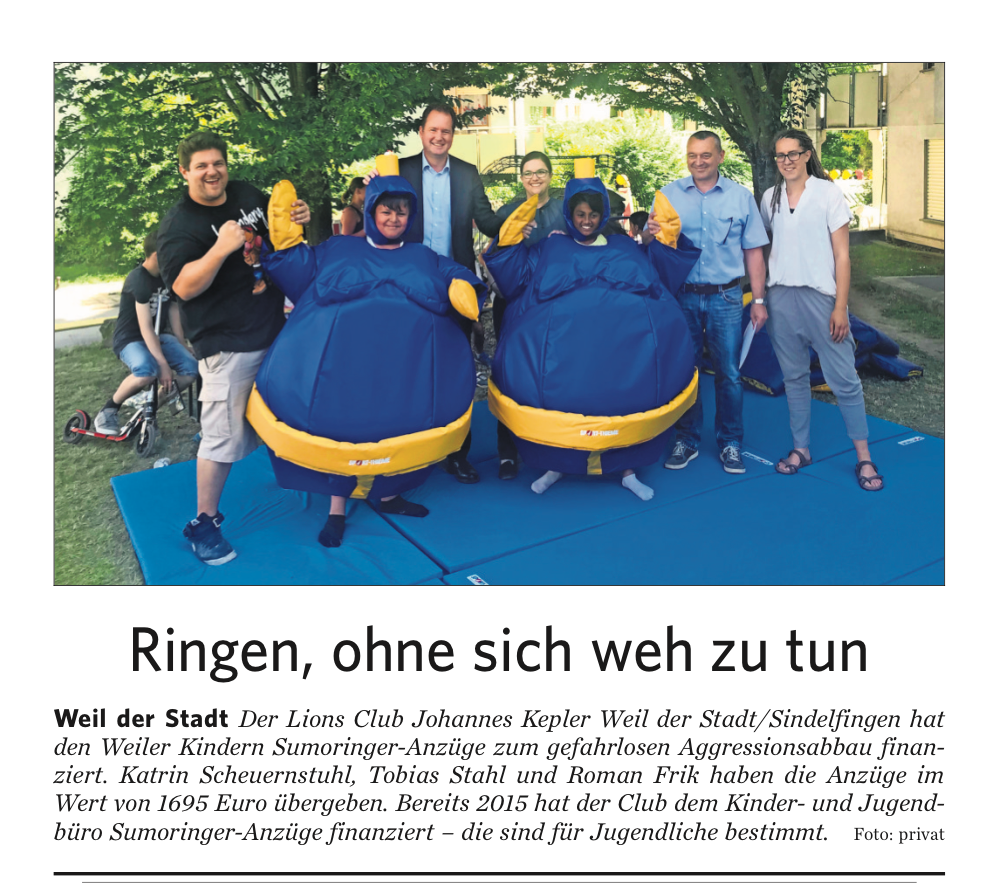 Ringen, ohne sich weh zu tun
Weil der Stadt Der Lions Club Johannes Kepler Weil der Stadt/Sindelfingen hat
den Weiler Kindern Sumoringer-Anzüge zum gefahrlosen Aggressionsabbau finan-
ziert. Katrin Scheuernstuhl, Tobias Stahl und Roman Frik haben die Anzüge im
Wert von 1695 Euro übergeben. Bereits 2015 hat der Club dem Kinder- und Jugend-
büro Sumoringer-Anzüge finanziert – die sind für Jugendliche bestimmt. Foto: privat